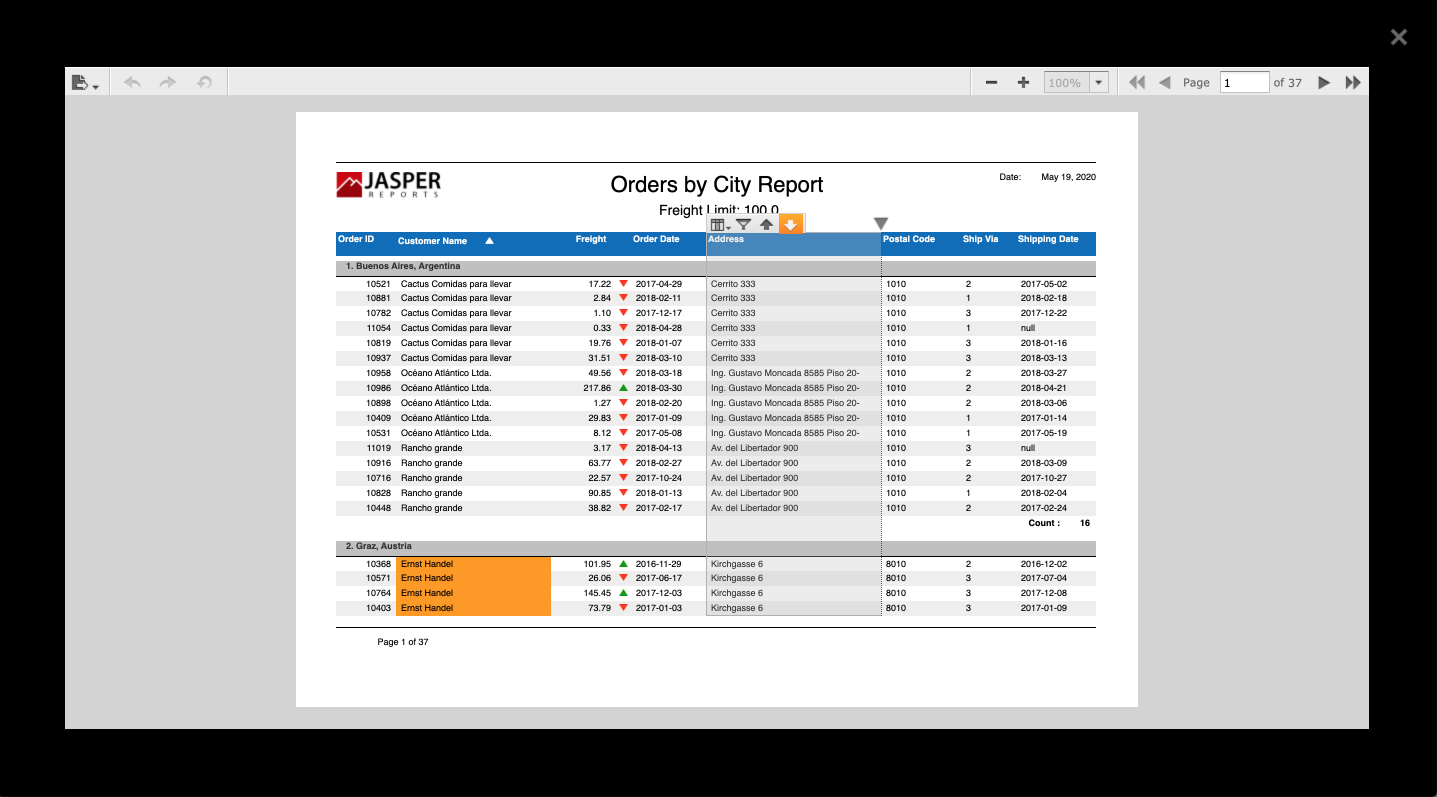 100% Page 1 of 37
JASPER
REPORTS
Orders by City Report
Date: May 19, 2020
Freight Limit: 100.0
Order ID Customer Name Freight Order Date Address Postal Code Ship Via Shipping Date
1. Buenos Aires, Argentina
10521 Cactus Comidas para llevar 17.22 2017-04-29 Cerrito 333 1010 2 2017-05-02
10881 Cactus Comidas para llevar 2.84 2018-02-11 Cerrito 333 1010 1 2018-02-18
10782 Cactus Comidas para llevar 1.10 2017-12-17 Cerrito 333 1010 3 2017-12-22
11054 Cactus Comidas para llevar 0.33 2018-04-28 Cerrito 333 1010 1 null
10819 Cactus Comidas para llevar 19.76 2018-01-07 Cerrito 333 1010 3 2018-01-16
10937 Cactus Comidas para llevar 31.51 2018-03-10 Cerrito 333 1010 3 2018-03-13
10958 Océano Atlántico Ltda. 49.56 2018-03-18 Ing. Gustavo Moncada 8585 Piso 20- 1010 2 2018-03-27
10986 Océano Atlántico Ltda. 217.86 2018-03-30 Ing. Gustavo Moncada 8585 Piso 20- 1010 2 2018-04-21
10898 Océano Atlántico Ltda. 1.27 2018-02-20 Ing. Gustavo Moncada 8585 Piso 20- 1010 2 2018-03-06
10409 Océano Atlántico Ltda. 29.83 2017-01-09 Ing. Gustavo Moncada 8585 Piso 20- 1010 1 2017-01-14
10531 Océano Atlántico Ltda. 8.12 2017-05-08 Ing. Gustavo Moncada 8585 Piso 20- 1010 1 2017-05-19
11019 Rancho grande 3.17 2018-04-13 Av. del Libertador 900 1010 3 null
10916 Rancho grande 63.77 2018-02-27 Av. del Libertador 900 1010 2 2018-03-09
10716 Rancho grande 22.57 2017-10-24 Av. del Libertador 900 1010 2 2017-10-27
10828 Rancho grande 90.85 2018-01-13 Av. del Libertador 900 1010 1 2018-02-04
10448 Rancho grande 38.82 2017-02-17 Av. del Libertador 900 1010 2 2017-02-24
Count : 16
2. Graz, Austria
10368 Ernst Handel 101.95 2016-11-29 Kirchgasse 6 8010 2 2016-12-02
10571 Ernst Handel 26.06 2017-06-17 Kirchgasse 6 8010 3 2017-07-04
10764 Ernst Handel 145.45 2017-12-03 Kirchgasse 6 8010 3 2017-12-08
10403 Ernst Handel 73.79 2017-01-03 Kirchgasse 6 8010 3 2017-01-09
Page 1 of 37